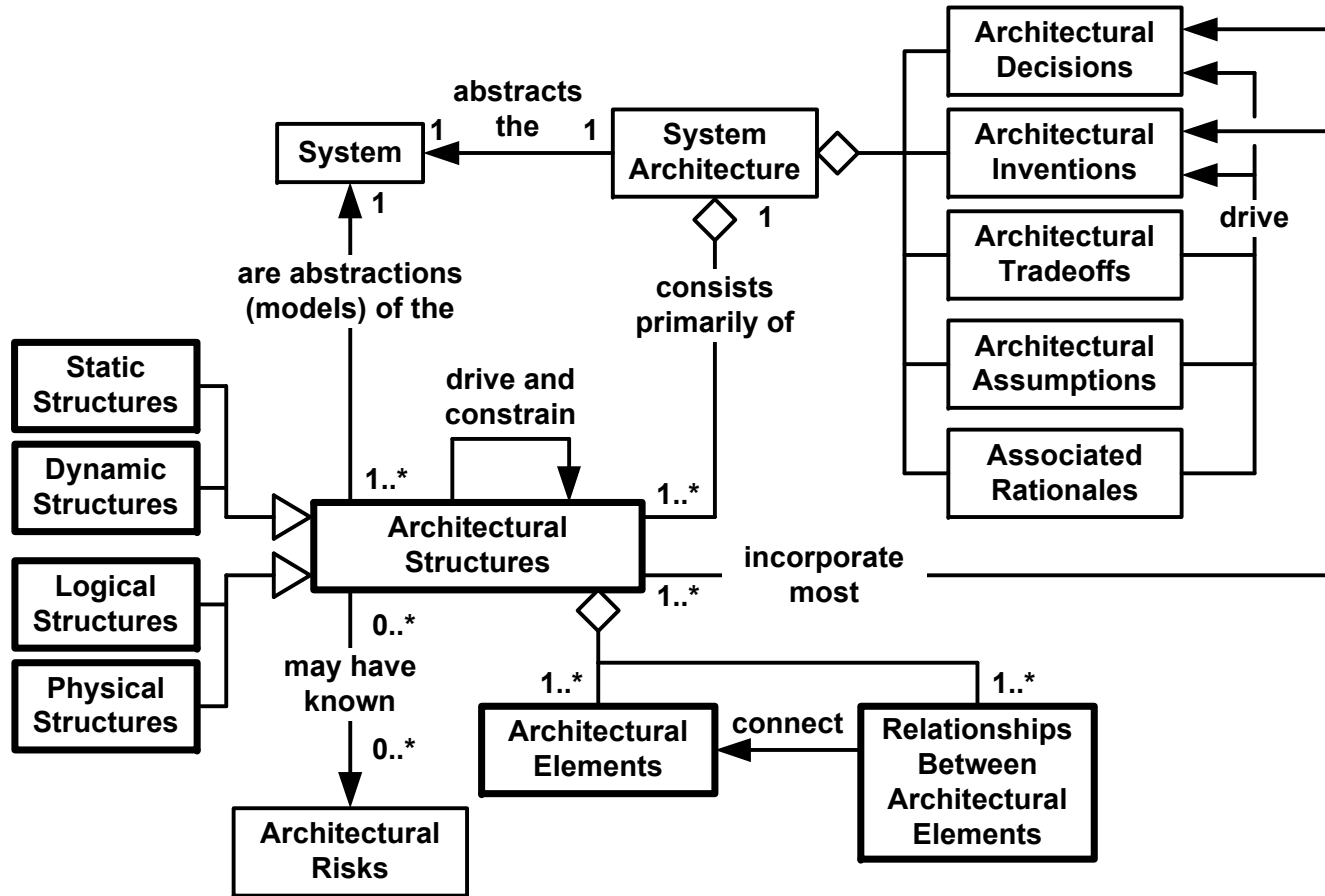 Architectural
Decisions
abstracts
the
1
1
System
System
Architecture
Architectural
Inventions
1
1
drive
are abstractions
(models) of the
consists
primarily of
Architectural
Tradeoffs
Static
Structures
drive and
constrain
Architectural
Assumptions
Dynamic
Structures
Associated
Rationales
1..*
1..*
Architectural
Structures
Logical
Structures
1..*
incorporate
most
0..*
may have
known
Physical
Structures
0..*
1..*
1..*
Architectural
Elements
connect
Relationships
Between
Architectural
Elements
Architectural
Risks